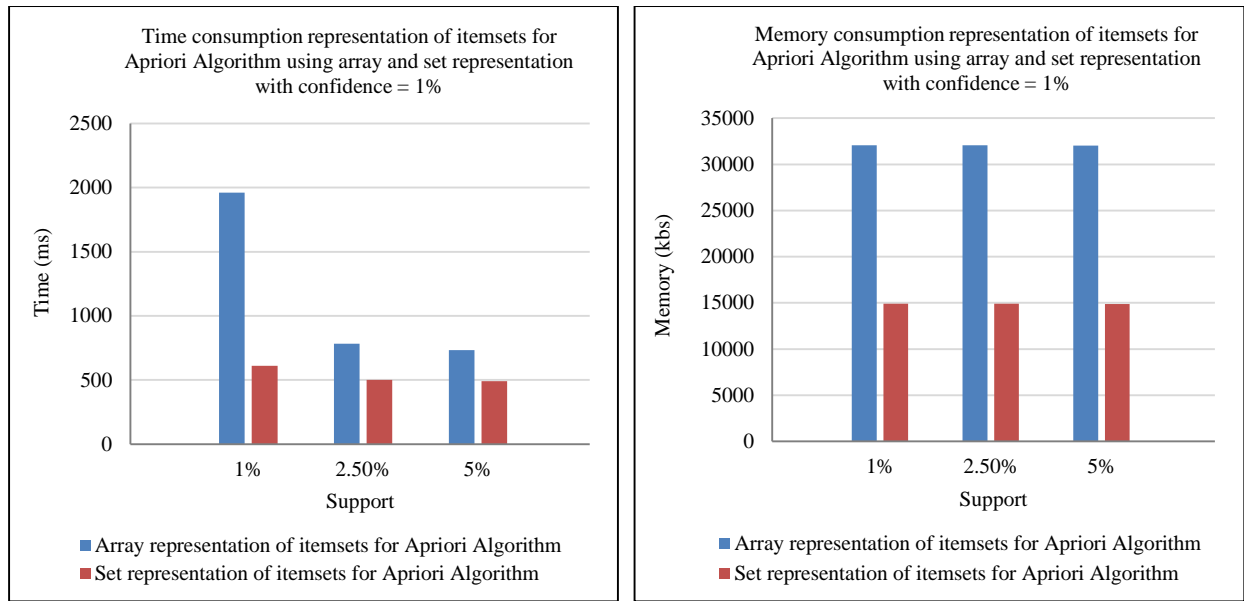 Time consumption representation of itemsets for
Apriori Algorithm using array and set representation
with confidence = 1%
2500
2000
1500
1000
500
0
Time (ms)
1%
2.50%
5%
Support
Array representation of itemsets for Apriori Algorithm
Set representation of itemsets for Apriori Algorithm
Memory consumption representation of itemsets for
Apriori Algorithm using array and set representation
with confidence = 1%
35000
30000
25000
20000
15000
10000
5000
0
Memory (kbs)
1%
2.50%
5%
Support
Array representation of itemsets for Apriori Algorithm
Set representation of itemsets for Apriori Algorithm